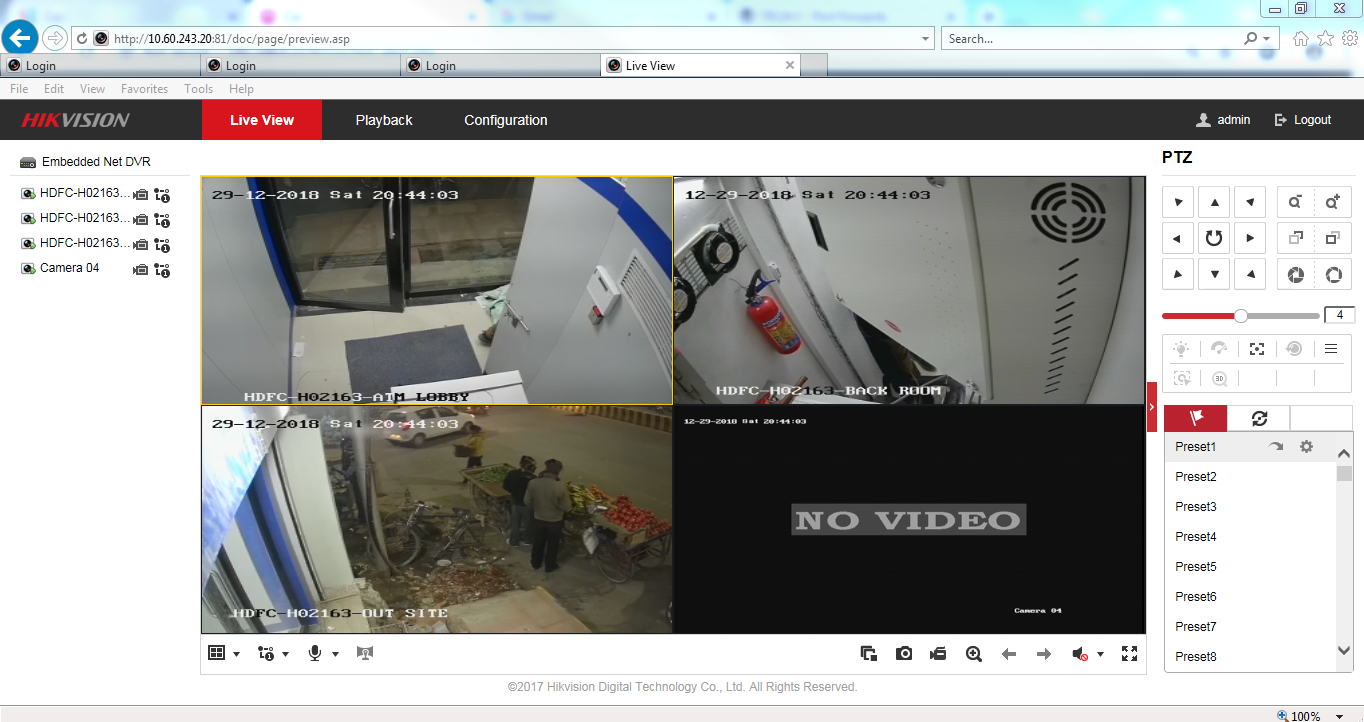 http://10.60.243.20:81/doc/page/preview.asp
Search...
Login
Login
Login
Live View
File Edit View Favorites Tools Help
HIKVISION
Live View
Playback
Configuration
admin
Logout
Embedded Net DVR
HDFC-H02163...
HDFC-H02163...
HDFC-H02163...
Camera 04
29-12-2018 Sat 20:44:03
HDFC-H02163-ATM LOBBY
12-29-2018 Sat 20:44:03
HDFC-H02163-BACK ROOM
29-12-2018 Sat 20:44:03
HDFC-H02163-OUT SITE
12-29-2018 Sat 20:44:03
NO VIDEO
Camera 04
PTZ
4
3D
Preset1
Preset2
Preset3
Preset4
Preset5
Preset6
Preset7
Preset8
©2017 Hikvision Digital Technology Co., Ltd. All Rights Reserved.
100%